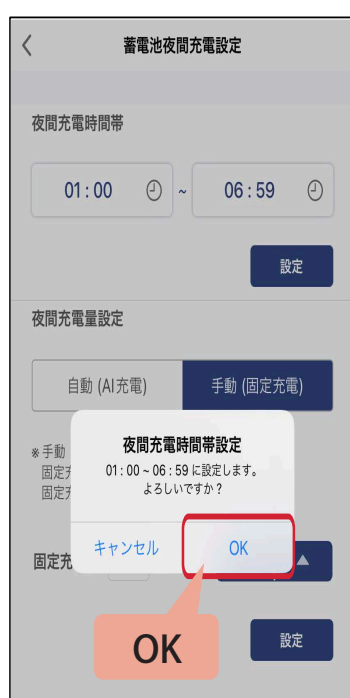 蓄電池夜間充電設定
夜間充電時間帯
01 : 00 ~ 06 : 59
設定
夜間充電量設定
自動 (AI充電) 手動 (固定充電)
※手動
固定充
固定充
夜間充電時間帯設定
01 : 00 ~ 06 : 59 に設定します。
よろしいですか？
キャンセル OK
固定充
OK
設定